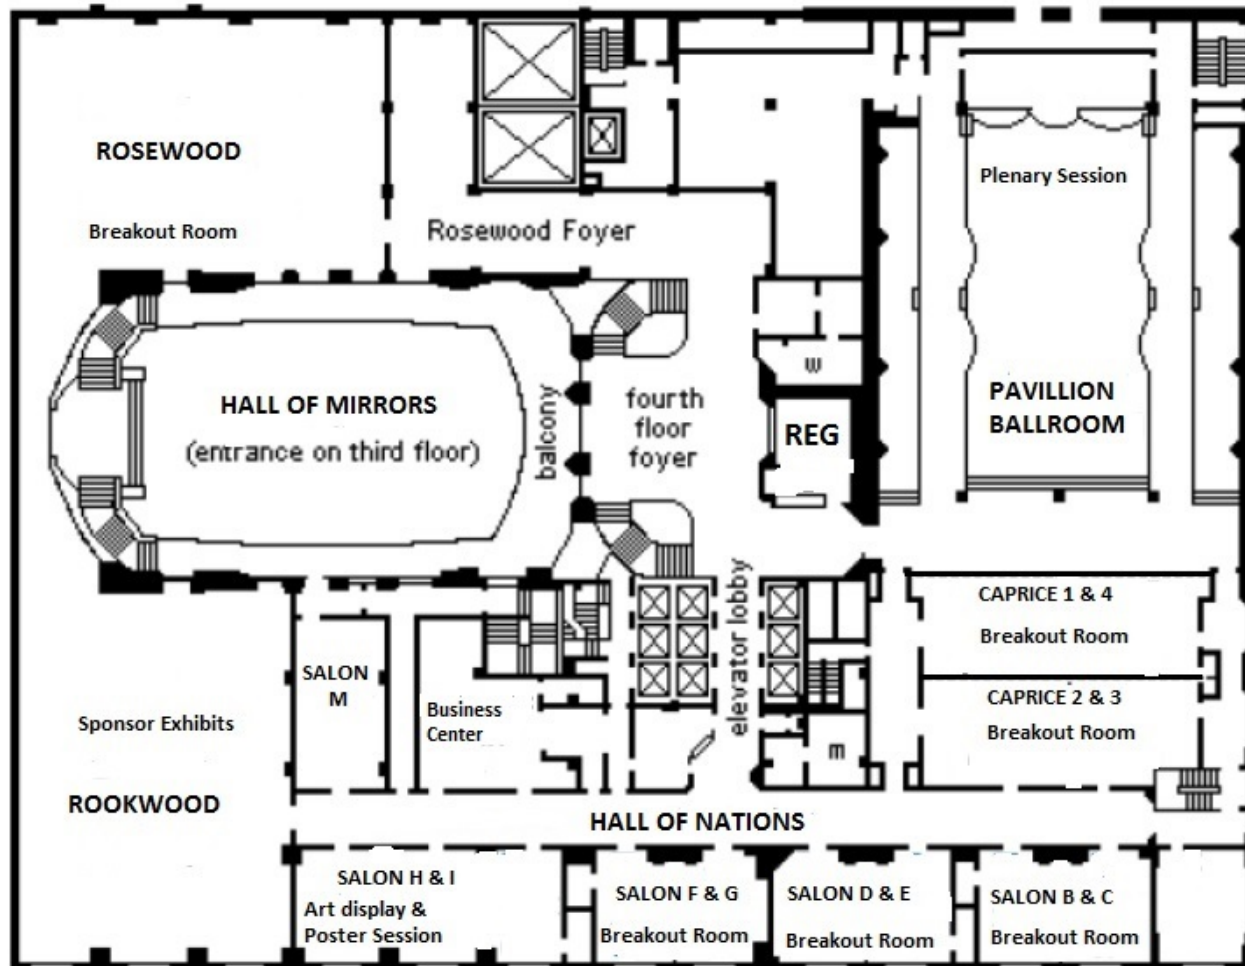 ROSEWOOD
Breakout Room
Rosewood Foyer
Plenary Session
HALL OF MIRRORS
(entrance on third floor)
balcony
fourth
floor
foyer
w
REG
PAVILLION
BALLROOM
elevator lobby
CAPRICE 1 & 4
Breakout Room
SALON
M
CAPRICE 2 & 3
Breakout Room
Sponsor Exhibits
Business
Center
m
ROOKWOOD
HALL OF NATIONS
SALON H & I
Art display &
Poster Session
SALON F & G
Breakout Room
SALON D & E
Breakout Room
SALON B & C
Breakout Room